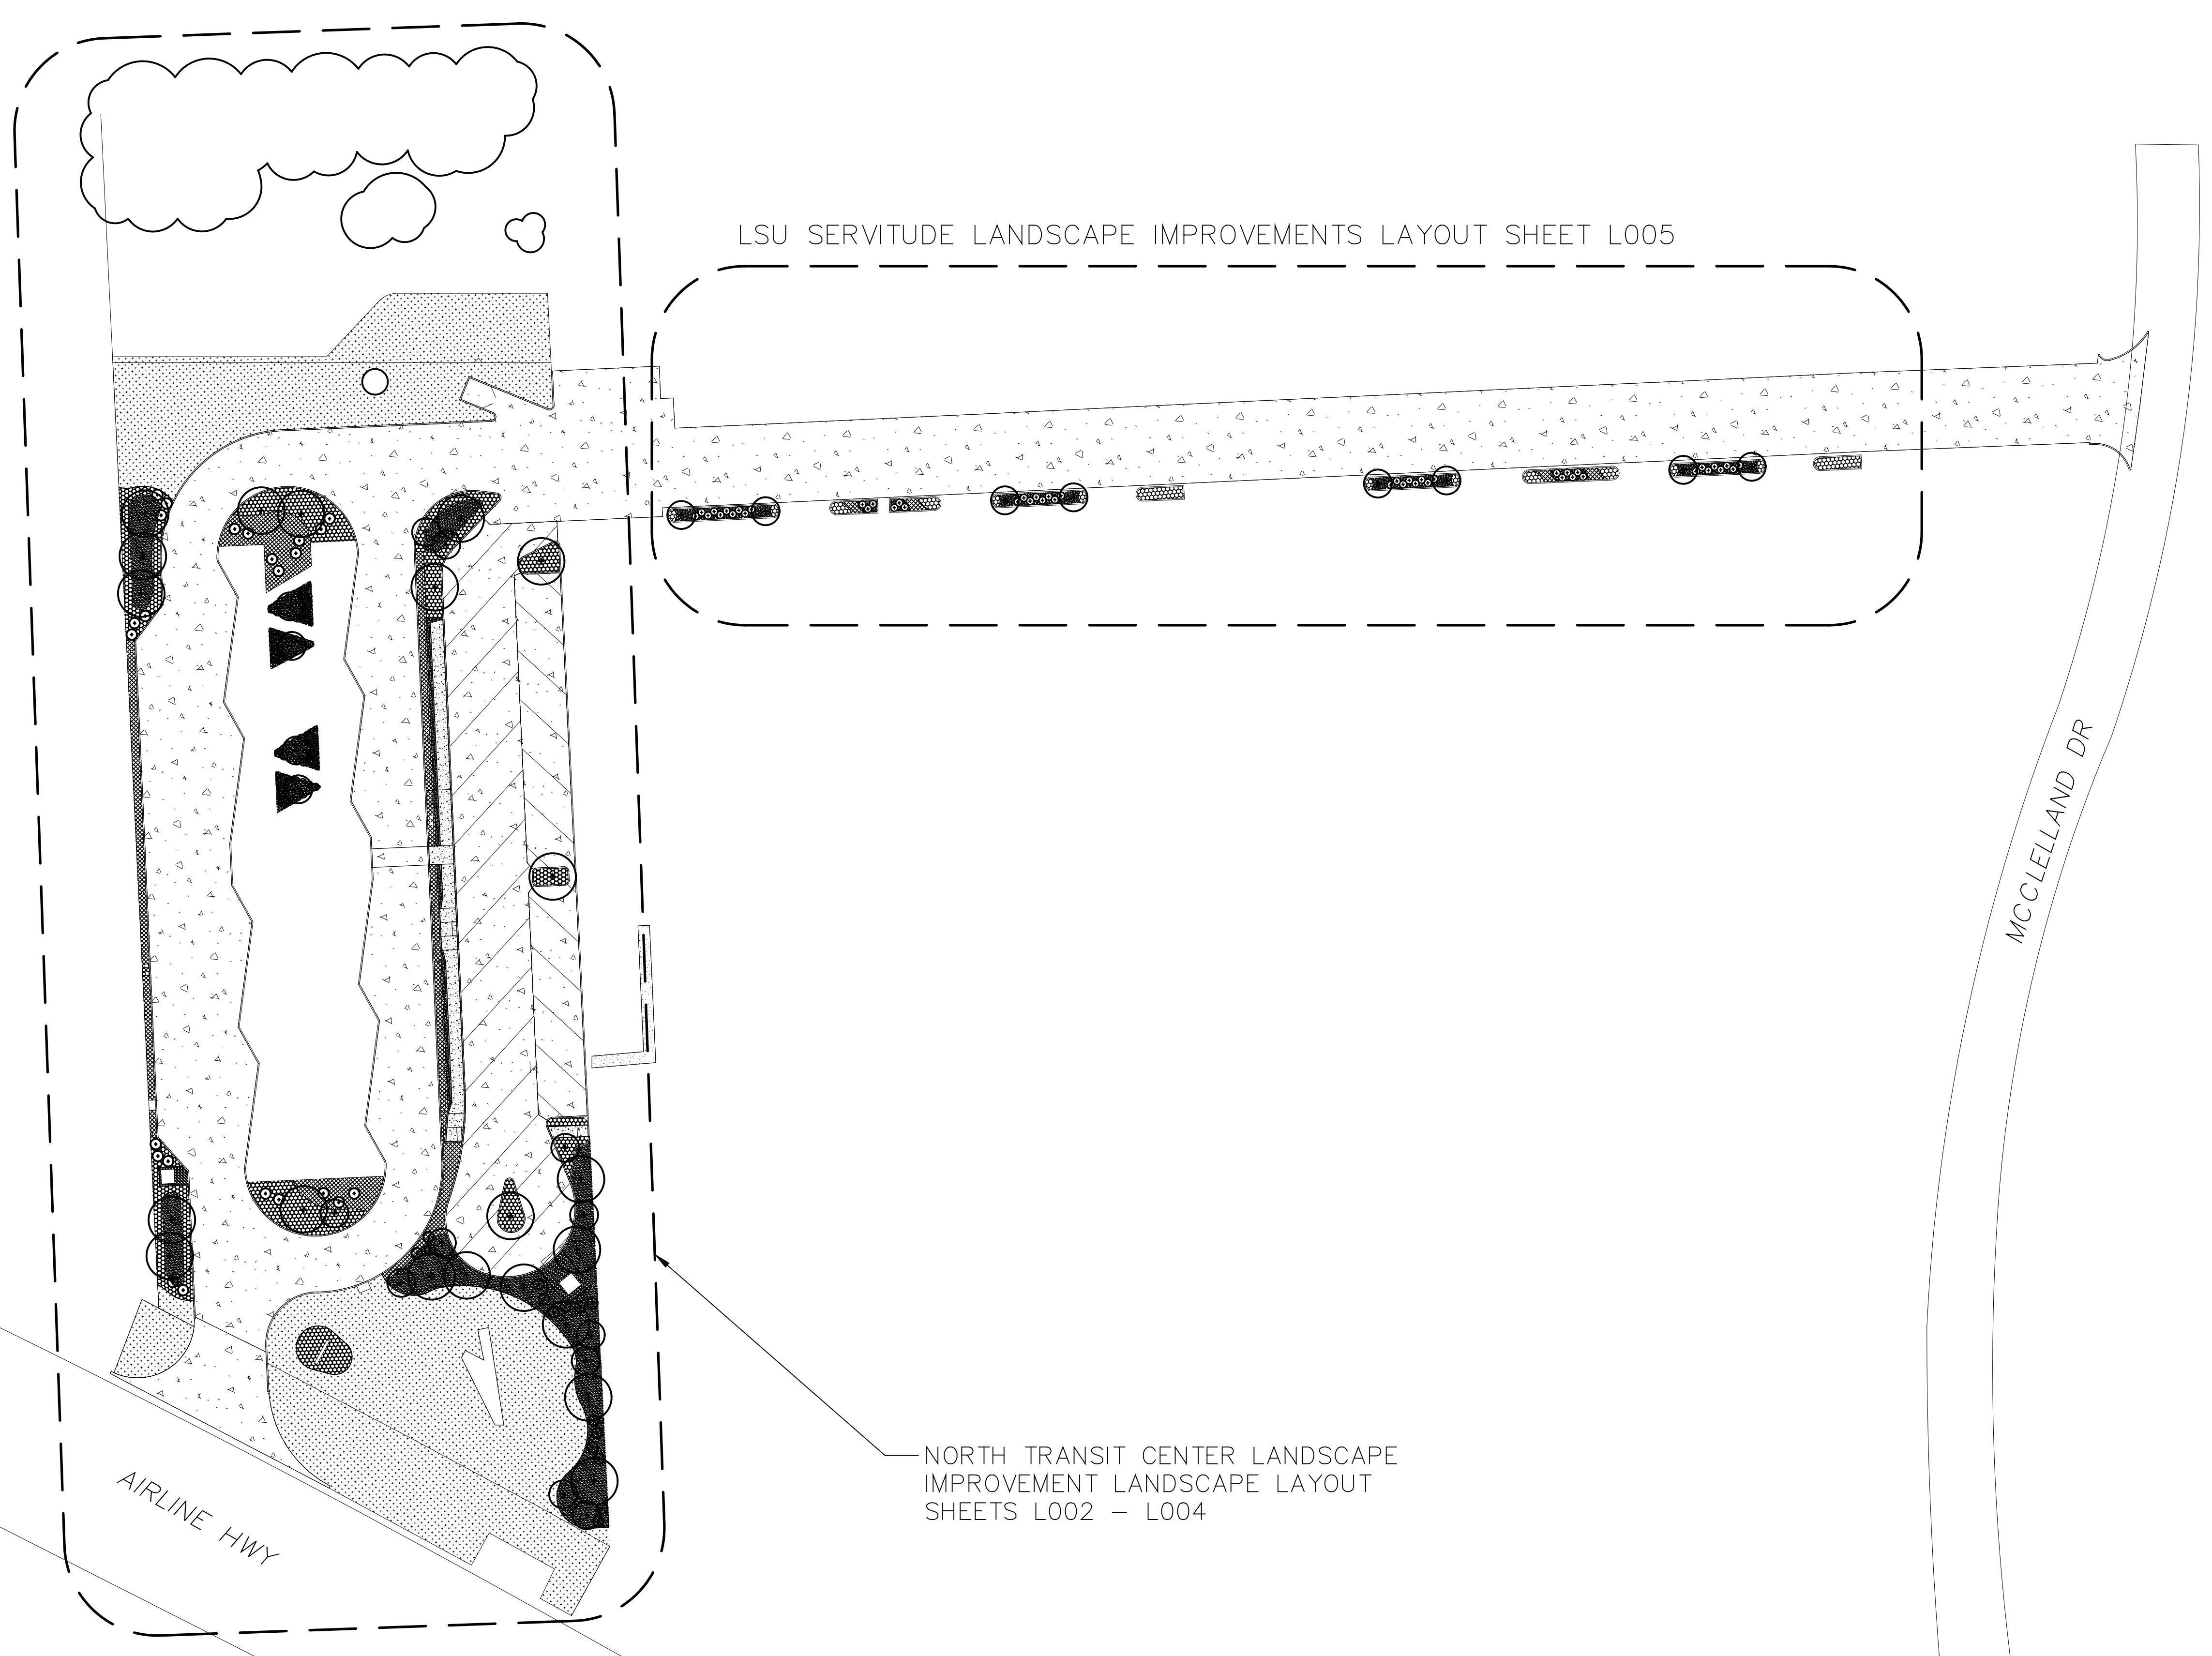 LSU SERVITUDE LANDSCAPE IMPROVEMENTS LAYOUT SHEET L005
MCCLELLAND DR
NORTH TRANSIT CENTER LANDSCAPE
IMPROVEMENT LANDSCAPE LAYOUT
SHEETS L002 – L004
AIRLINE HWY